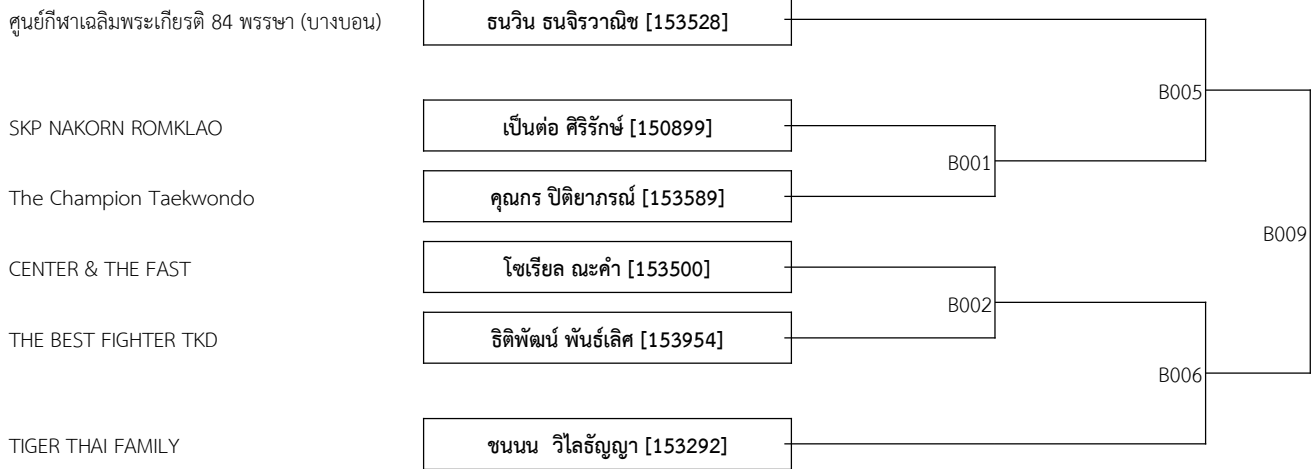 ศูนย์กีฬาเฉลิมพระเกียรติ 84 พรรษา (บางบอน) ธนวิน ธนจิรวาณิช [153528]
B005
SKP NAKORN ROMKLAO เป็นต่อ ศิริรักษ์ [150899]
B001
The Champion Taekwondo คุณกร ปิติยาภรณ์ [153589]
B009
CENTER & THE FAST โซเรียล ณะคำ [153500]
B002
THE BEST FIGHTER TKD ธิติพัฒน์ พันธ์เลิศ [153954]
B006
TIGER THAI FAMILY ชนนน วิไลธัญญา [153292]